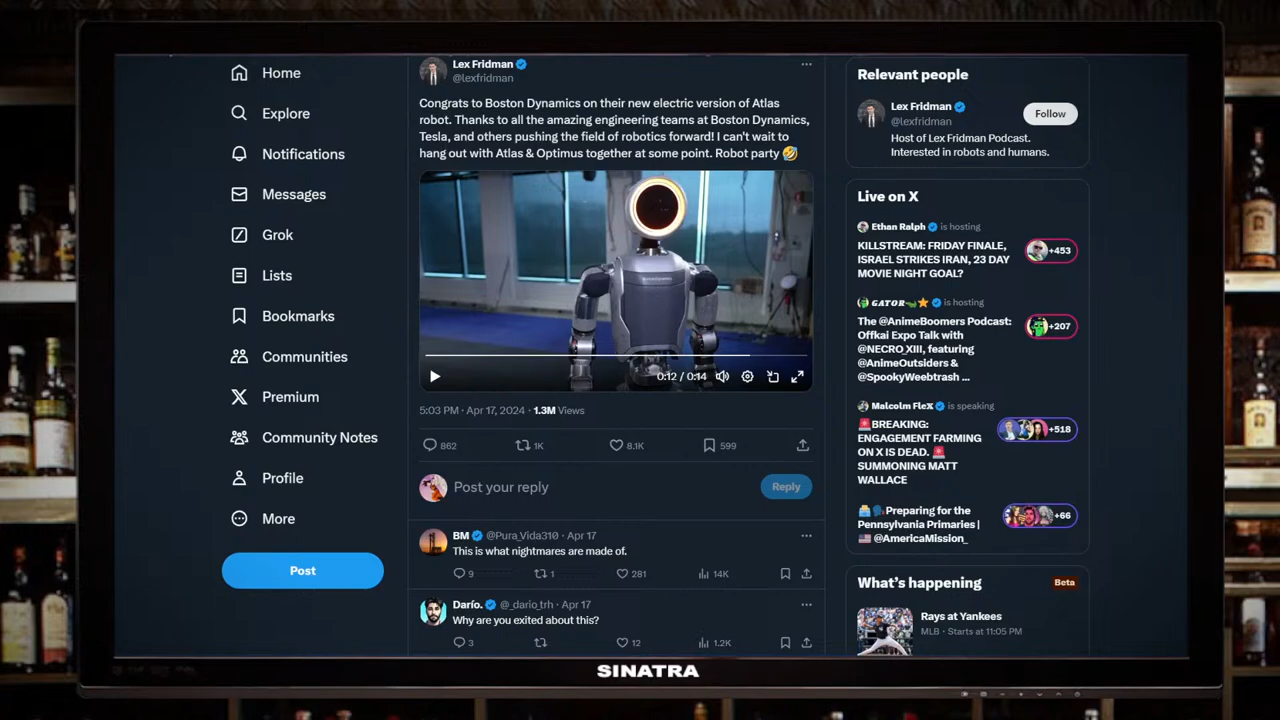 Home
Explore
Notifications
Messages
Grok
Lists
Bookmarks
Communities
Premium
Community Notes
Profile
More
Post
Lex Fridman
@lexfridman
Congrats to Boston Dynamics on their new electric version of Atlas
robot. Thanks to all the amazing engineering teams at Boston Dynamics,
Tesla, and others pushing the field of robotics forward! I can't wait to
hang out with Atlas & Optimus together at some point. Robot party 🤣
0:12 / 0:14
5:03 PM · Apr 17, 2024 · 1.3M Views
862 1K 8.1K 599
Post your reply
Reply
BM @Pura_Vida310 · Apr 17
This is what nightmares are made of.
9 1 281 14K
Darío. @_dario_trh · Apr 17
Why are you exited about this?
3 12 1.2K
Relevant people
Lex Fridman
@lexfridman
Follow
Host of Lex Fridman Podcast.
Interested in robots and humans.
Live on X
Ethan Ralph is hosting
KILLSTREAM: FRIDAY FINALE,
ISRAEL STRIKES IRAN, 23 DAY
MOVIE NIGHT GOAL?
+453
GATOR is hosting
The @AnimeBoomers Podcast:
Offkai Expo Talk with
@NECRO_XIII, featuring
@AnimeOutsiders &
@SpookyWeebtrash ...
+207
Malcolm FleX is speaking
🚨BREAKING:
ENGAGEMENT FARMING
ON X IS DEAD. 🚨
SUMMONING MATT
WALLACE
+518
🗳️🗣️Preparing for the
Pennsylvania Primaries |
🇺🇸 @AmericaMission_
+66
What's happening
Beta
Rays at Yankees
MLB · Starts at 11:05 PM
SINATRA